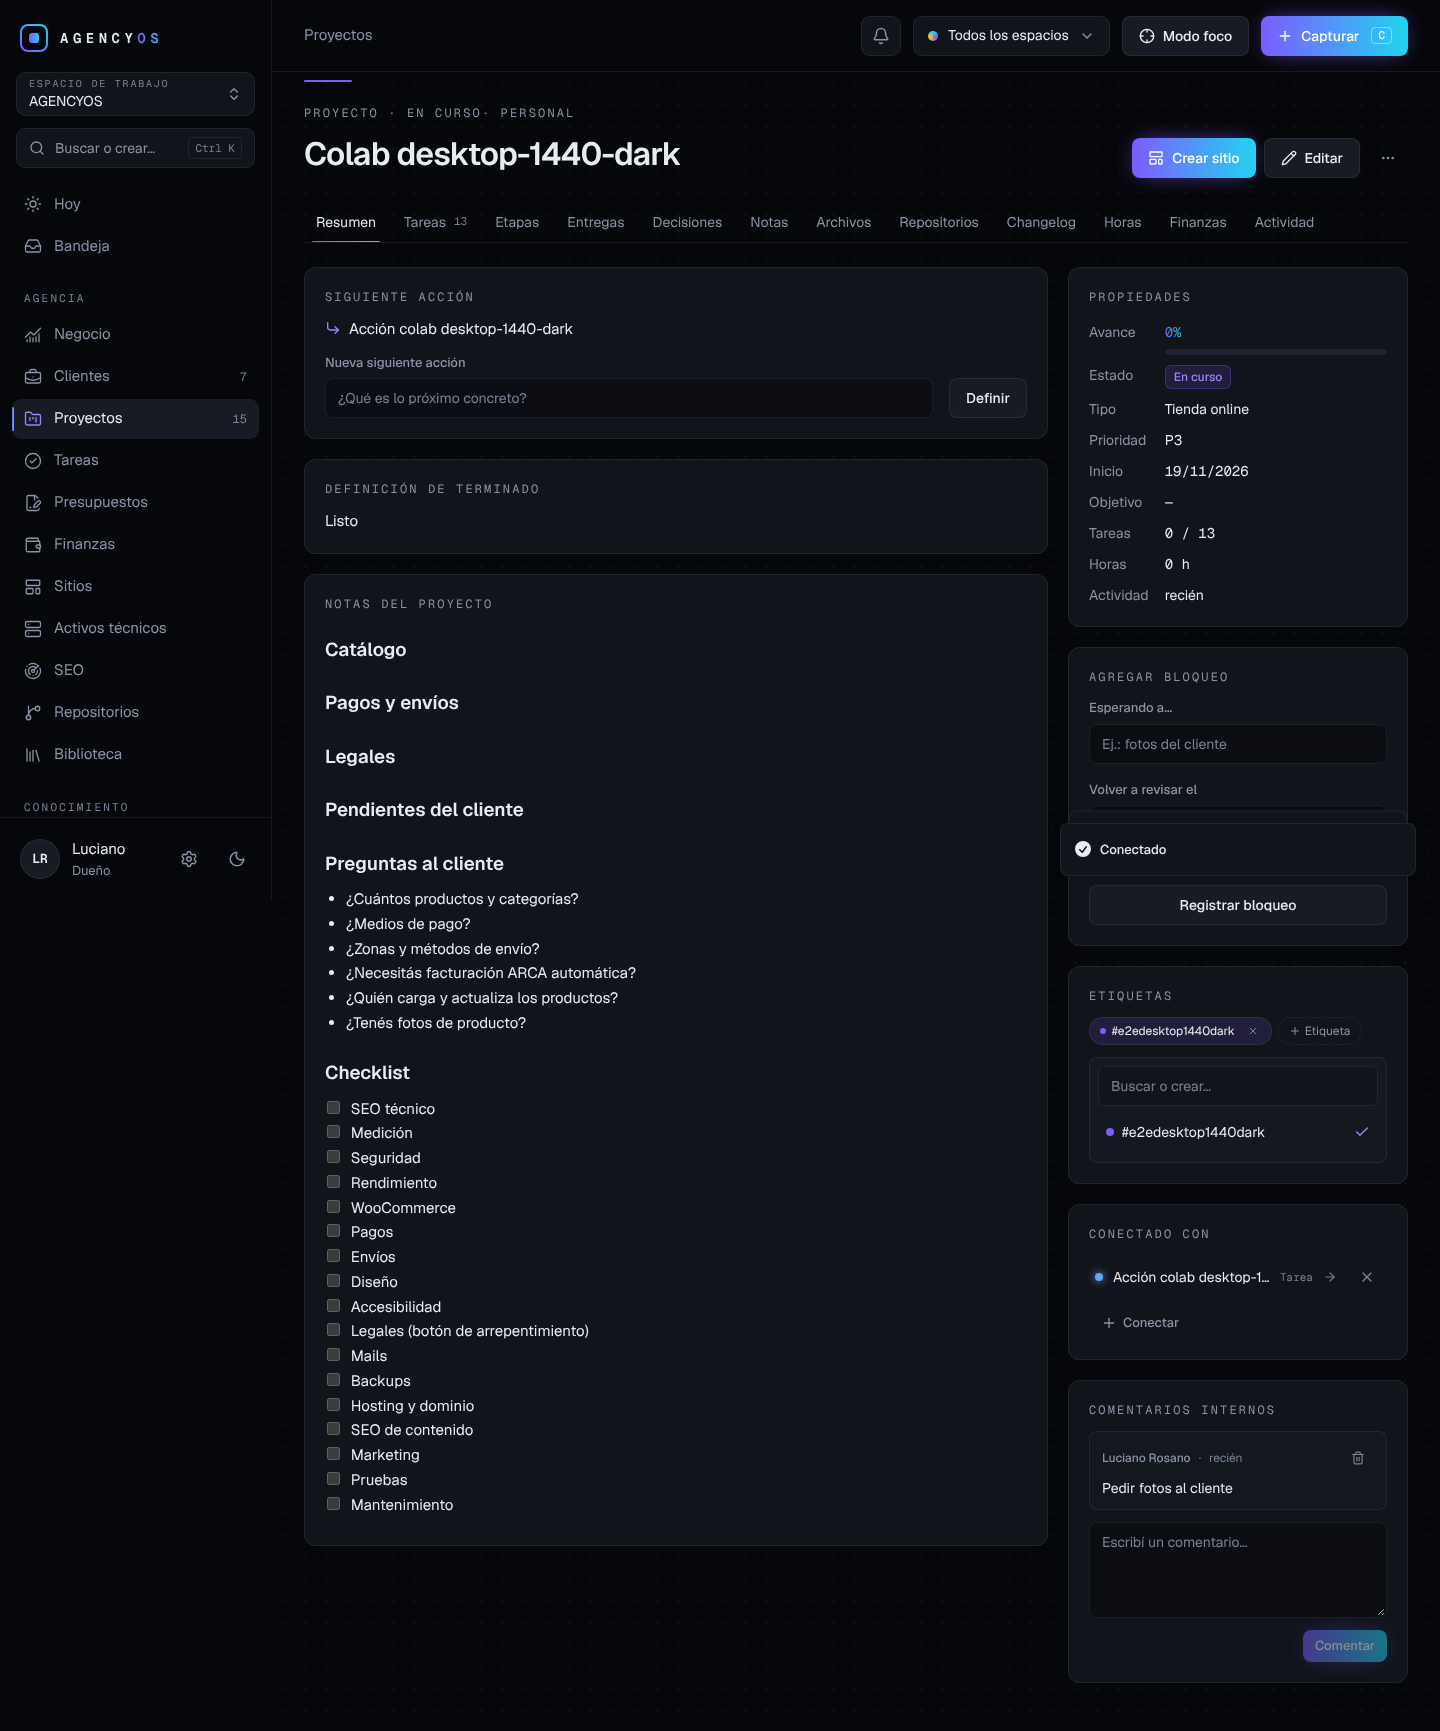 AGENCYOS
ESPACIO DE TRABAJO
AGENCYOS
Buscar o crear... Ctrl K
Hoy
Bandeja
AGENCIA
Negocio
Clientes 7
Proyectos 15
Tareas
Presupuestos
Finanzas
Sitios
Activos técnicos
SEO
Repositorios
Biblioteca
CONOCIMIENTO
LR
Luciano
Dueño
Proyectos
Todos los espacios
Modo foco
Capturar C
PROYECTO · EN CURSO· PERSONAL
Colab desktop-1440-dark
Crear sitio
Editar
Resumen Tareas 13 Etapas Entregas Decisiones Notas Archivos Repositorios Changelog Horas Finanzas Actividad
SIGUIENTE ACCIÓN
Acción colab desktop-1440-dark
Nueva siguiente acción
¿Qué es lo próximo concreto?
Definir
DEFINICIÓN DE TERMINADO
Listo
NOTAS DEL PROYECTO
Catálogo
Pagos y envíos
Legales
Pendientes del cliente
Preguntas al cliente
• ¿Cuántos productos y categorías?
• ¿Medios de pago?
• ¿Zonas y métodos de envío?
• ¿Necesitás facturación ARCA automática?
• ¿Quién carga y actualiza los productos?
• ¿Tenés fotos de producto?
Checklist
SEO técnico
Medición
Seguridad
Rendimiento
WooCommerce
Pagos
Envíos
Diseño
Accesibilidad
Legales (botón de arrepentimiento)
Mails
Backups
Hosting y dominio
SEO de contenido
Marketing
Pruebas
Mantenimiento
PROPIEDADES
Avance 0%
Estado En curso
Tipo Tienda online
Prioridad P3
Inicio 19/11/2026
Objetivo —
Tareas 0 / 13
Horas 0 h
Actividad recién
AGREGAR BLOQUEO
Esperando a...
Ej.: fotos del cliente
Volver a revisar el
Conectado
Registrar bloqueo
ETIQUETAS
#e2edesktop1440dark
+ Etiqueta
Buscar o crear...
#e2edesktop1440dark
CONECTADO CON
Acción colab desktop-1... Tarea
+ Conectar
COMENTARIOS INTERNOS
Luciano Rosano · recién
Pedir fotos al cliente
Escribí un comentario...
Comentar